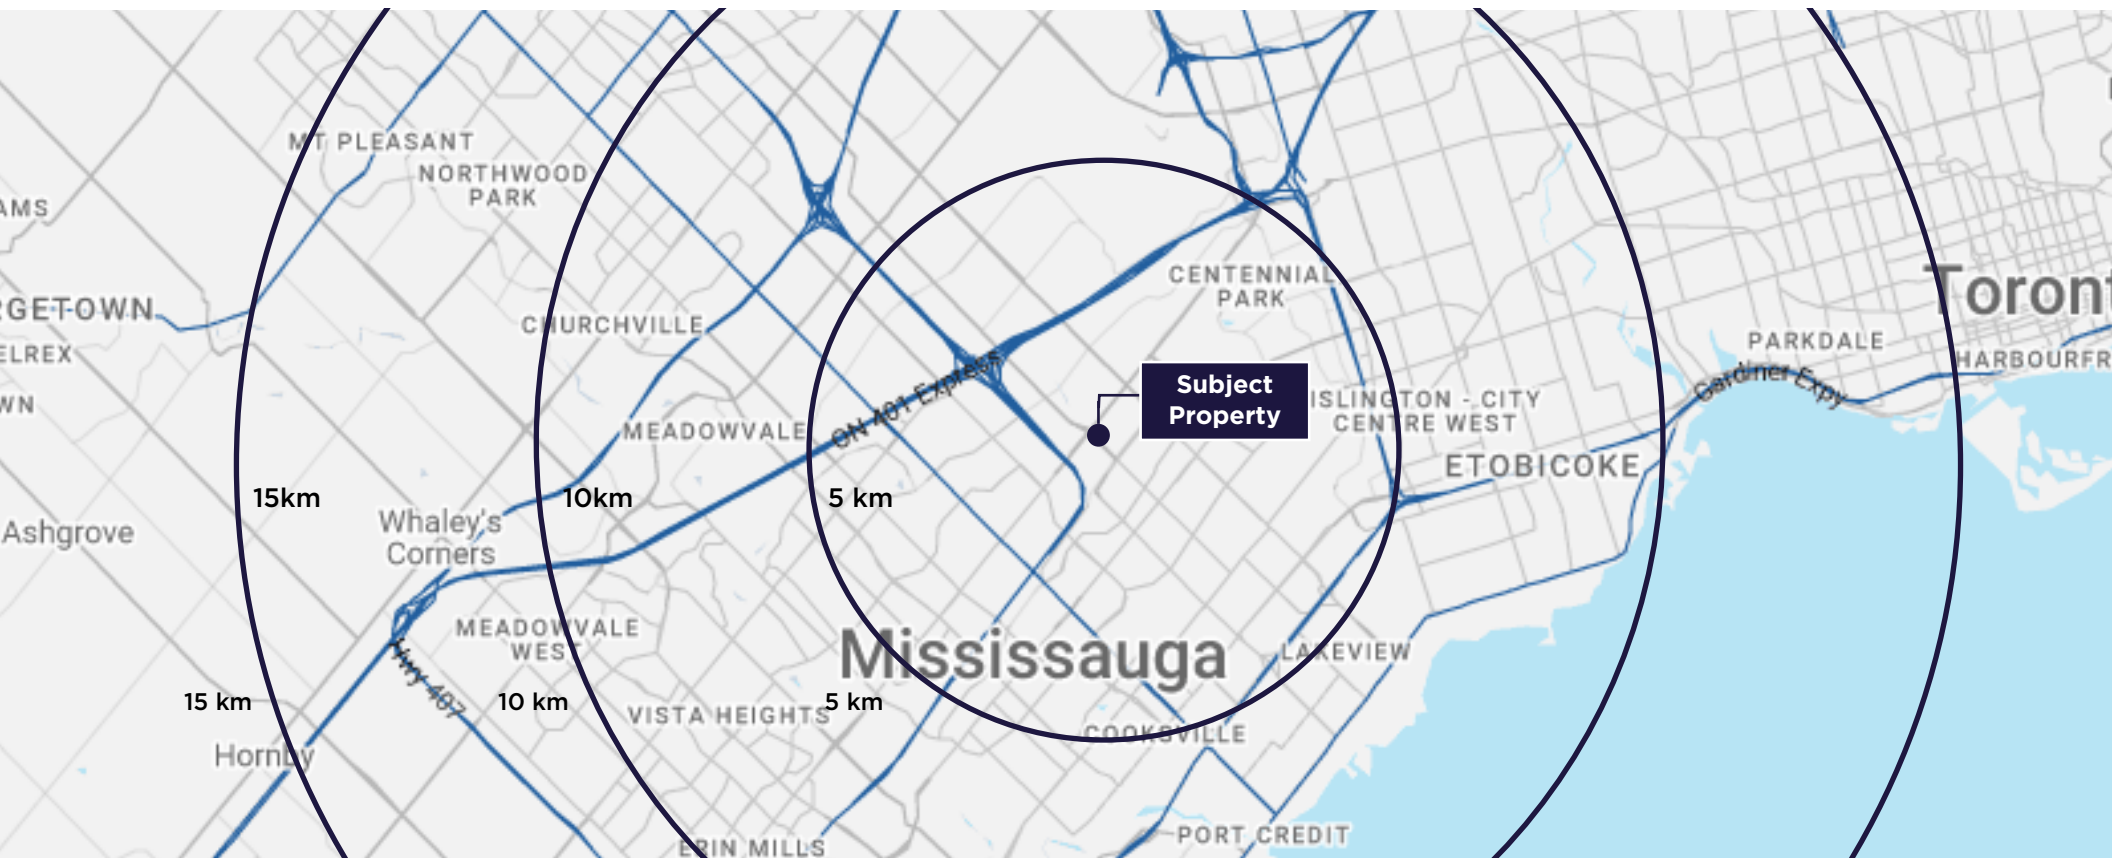 MT PLEASANT
NORTHWOOD
PARK
AMS
CENTENNIAL
PARK
Toront
RGETOWN
CHURCHVILLE
PARKDALE
ELREX
HARBOURFR
ON 401 Express
Gardiner Expy
Subject
Property
WN
ISLINGTON - CITY
CENTRE WEST
MEADOWVALE
ETOBICOKE
15km
10km
5 km
Whaley's
Corners
Ashgrove
MEADOWVALE
WEST
Mississauga
LAKEVIEW
Hwy 407
15 km
10 km
5 km
VISTA HEIGHTS
COOKSVILLE
Hornby
PORT CREDIT
ERIN MILLS